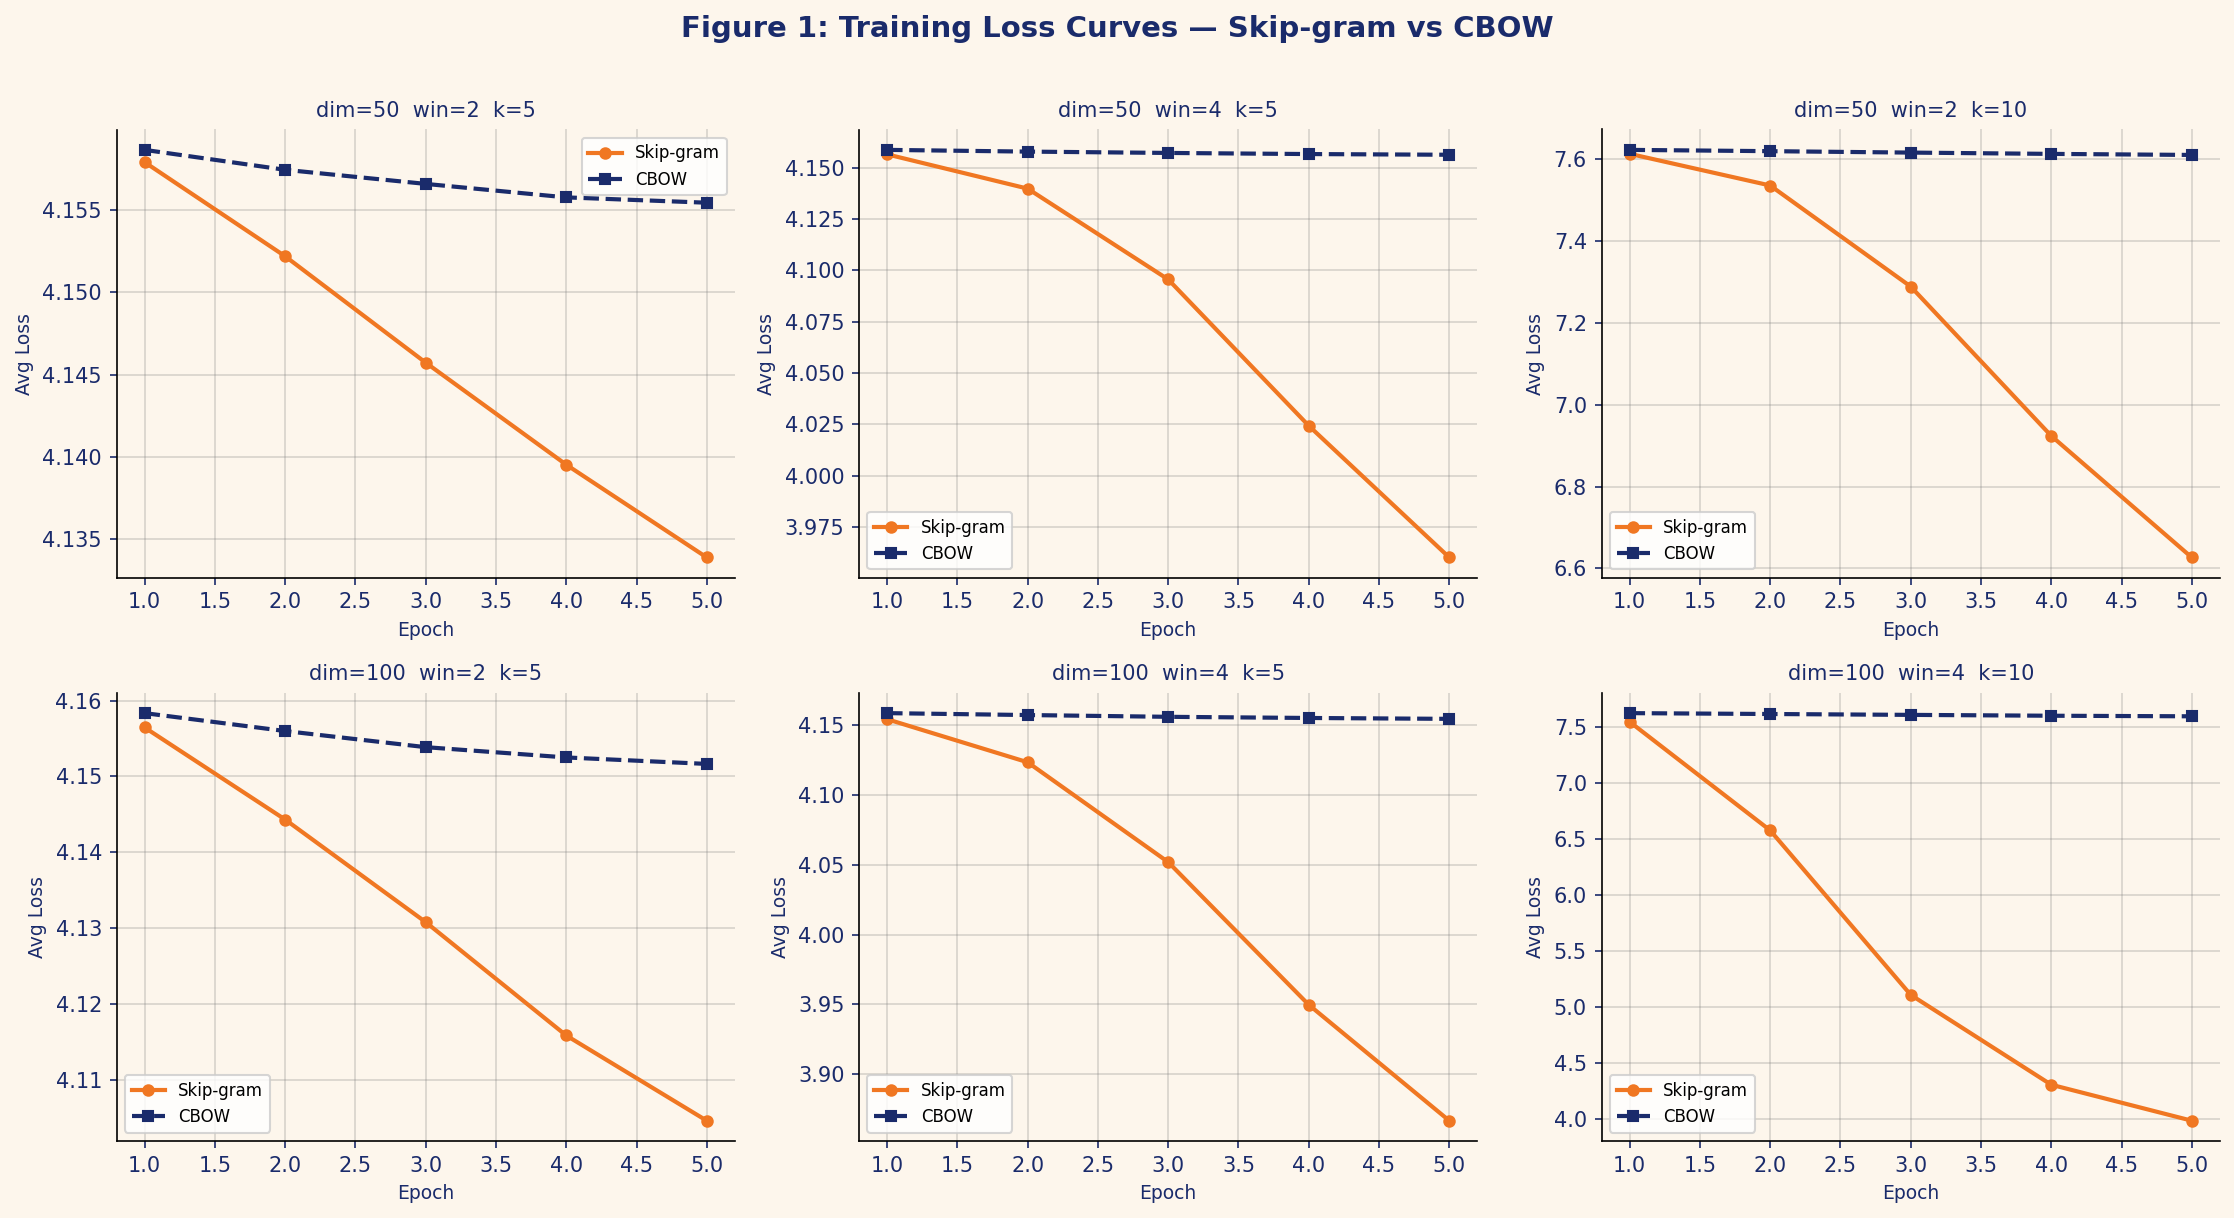 Figure 1: Training Loss Curves — Skip-gram vs CBOW
dim=50 win=2 k=5
Avg Loss
4.155
4.150
4.145
4.140
4.135
Skip-gram
CBOW
1.0 1.5 2.0 2.5 3.0 3.5 4.0 4.5 5.0
Epoch
dim=50 win=4 k=5
Avg Loss
4.150
4.125
4.100
4.075
4.050
4.025
4.000
3.975
Skip-gram
CBOW
1.0 1.5 2.0 2.5 3.0 3.5 4.0 4.5 5.0
Epoch
dim=50 win=2 k=10
Avg Loss
7.6
7.4
7.2
7.0
6.8
6.6
Skip-gram
CBOW
1.0 1.5 2.0 2.5 3.0 3.5 4.0 4.5 5.0
Epoch
dim=100 win=2 k=5
Avg Loss
4.16
4.15
4.14
4.13
4.12
4.11
Skip-gram
CBOW
1.0 1.5 2.0 2.5 3.0 3.5 4.0 4.5 5.0
Epoch
dim=100 win=4 k=5
Avg Loss
4.15
4.10
4.05
4.00
3.95
3.90
Skip-gram
CBOW
1.0 1.5 2.0 2.5 3.0 3.5 4.0 4.5 5.0
Epoch
dim=100 win=4 k=10
Avg Loss
7.5
7.0
6.5
6.0
5.5
5.0
4.5
4.0
Skip-gram
CBOW
1.0 1.5 2.0 2.5 3.0 3.5 4.0 4.5 5.0
Epoch